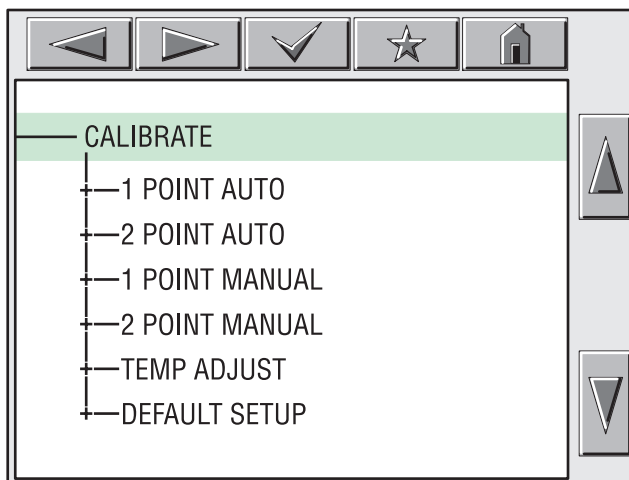 CALIBRATE
1 POINT AUTO
2 POINT AUTO
1 POINT MANUAL
2 POINT MANUAL
TEMP ADJUST
DEFAULT SETUP